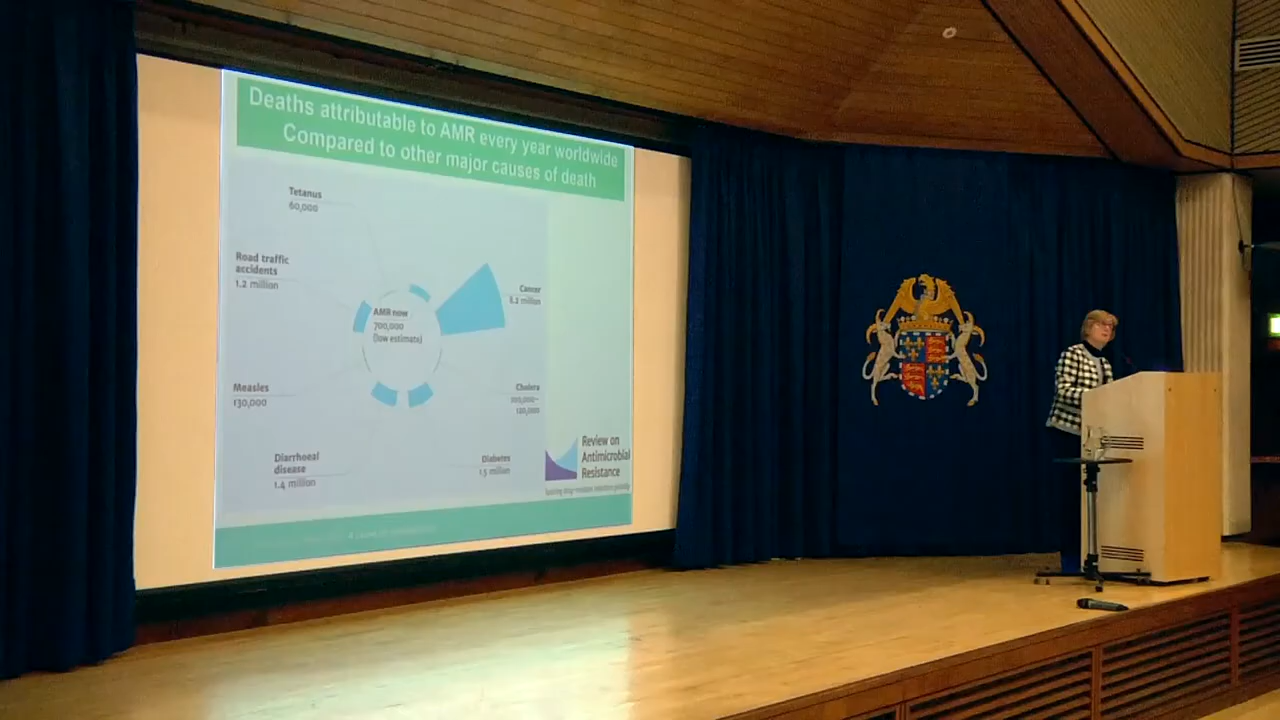 Deaths attributable to AMR every year worldwide
Compared to other major causes of death
Tetanus
60,000
Road traffic
accidents
1.2 million
AMR now
700,000
(low estimate)
Cancer
8.2 million
Measles
130,000
Cholera
100,000–
120,000
Diarrhoeal
disease
1.4 million
Diabetes
1.5 million
Review on
Antimicrobial
Resistance